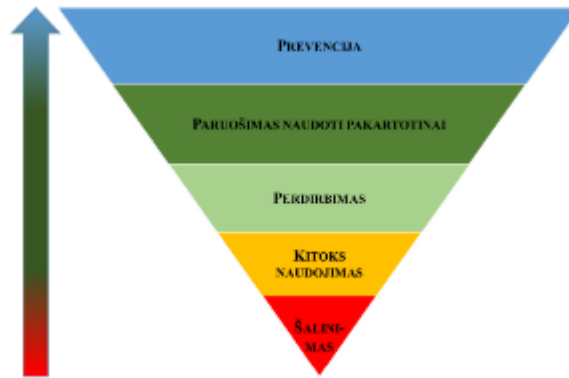 PREVENCIJA
PARUOŠIMAS NAUDOTI PAKARTOTINAI
PERDIRBIMAS
KITOKS
NAUDOJIMAS
ŠALINI-
MAS